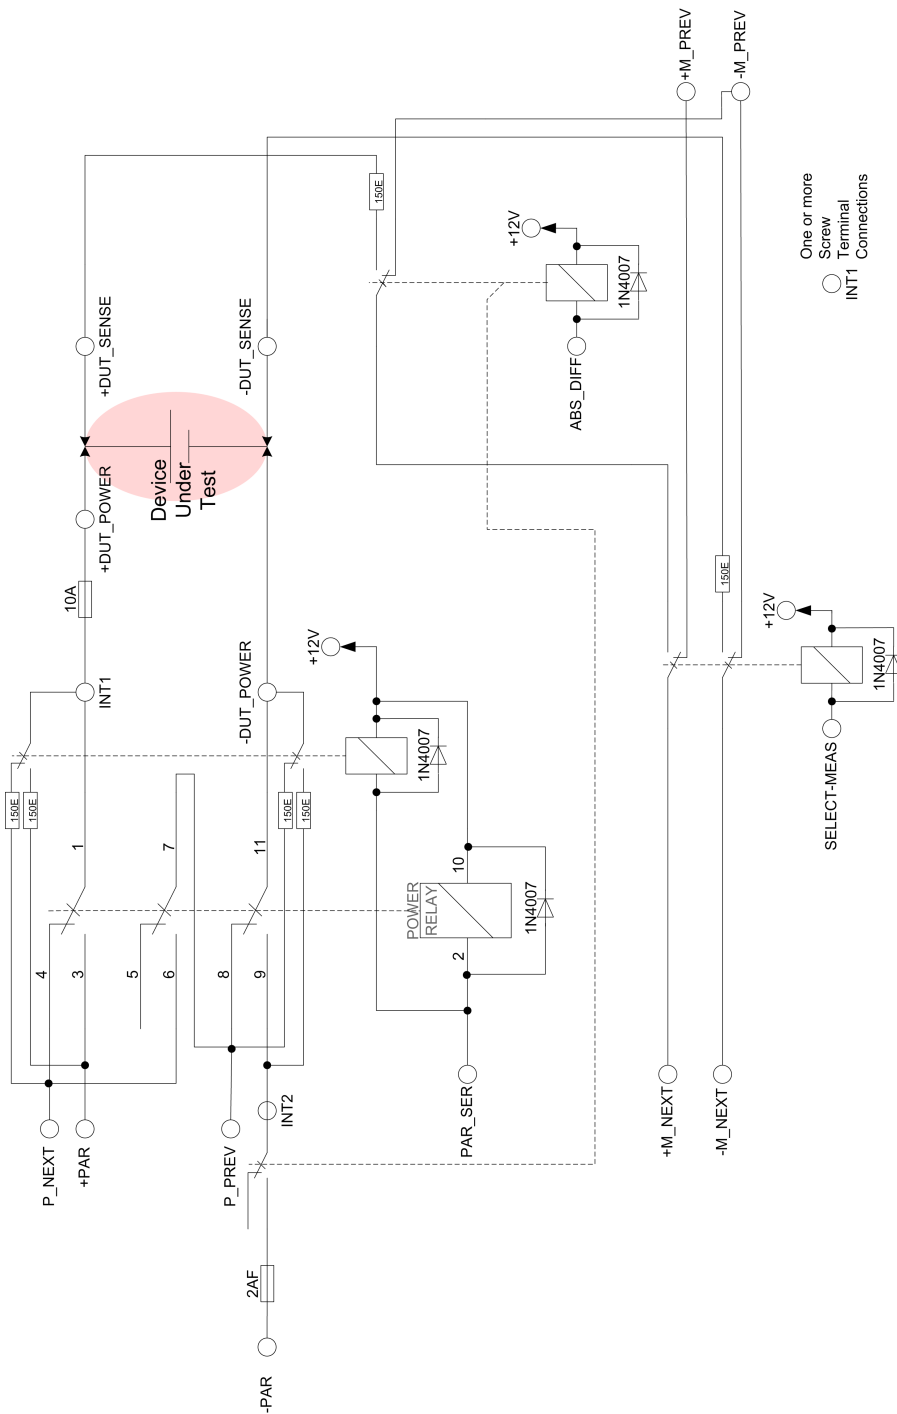 +M_PREV
-M_PREV
One or more
Screw
Terminal
Connections
INT1
150E
+12V
1N4007
ABS_DIFF
+DUT_SENSE
-DUT_SENSE
Device
Under
Test
+DUT_POWER
10A
INT1
-DUT_POWER
+12V
1N4007
150E
150E
150E
150E
1
7
11
4
3
5
6
8
9
POWER
RELAY
10
2
1N4007
150E
+12V
1N4007
SELECT-MEAS
P_NEXT
+PAR
P_PREV
INT2
PAR_SER
+M_NEXT
-M_NEXT
2AF
-PAR